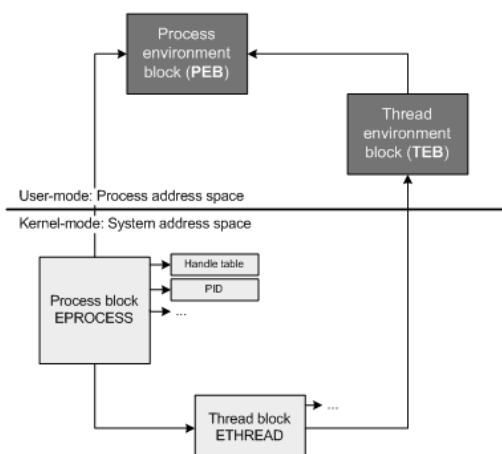 Process
environment
block (PEB)
Thread
environment
block (TEB)
User-mode: Process address space
Kernel-mode: System address space
Handle table
PID
...
Process block
EPROCESS
...
Thread block
ETHREAD